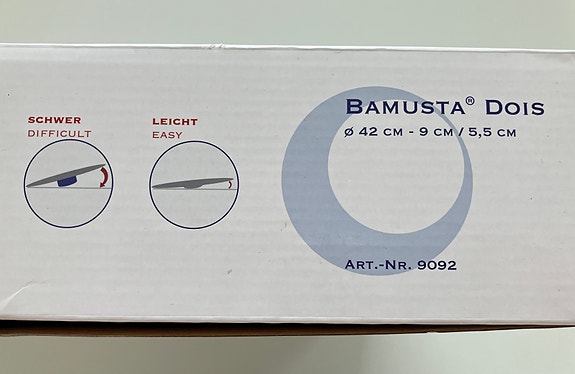 SCHWER
DIFFICULT
LEICHT
EASY
BAMUSTA® DOIS
Ø 42 CM - 9 CM / 5,5 CM
ART.-NR. 9092